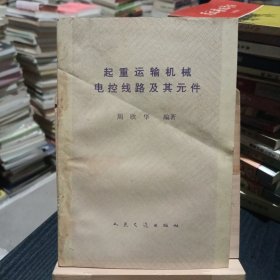 起重运输机械
电控线路及其元件
周欣华 编著
人民交通出版社